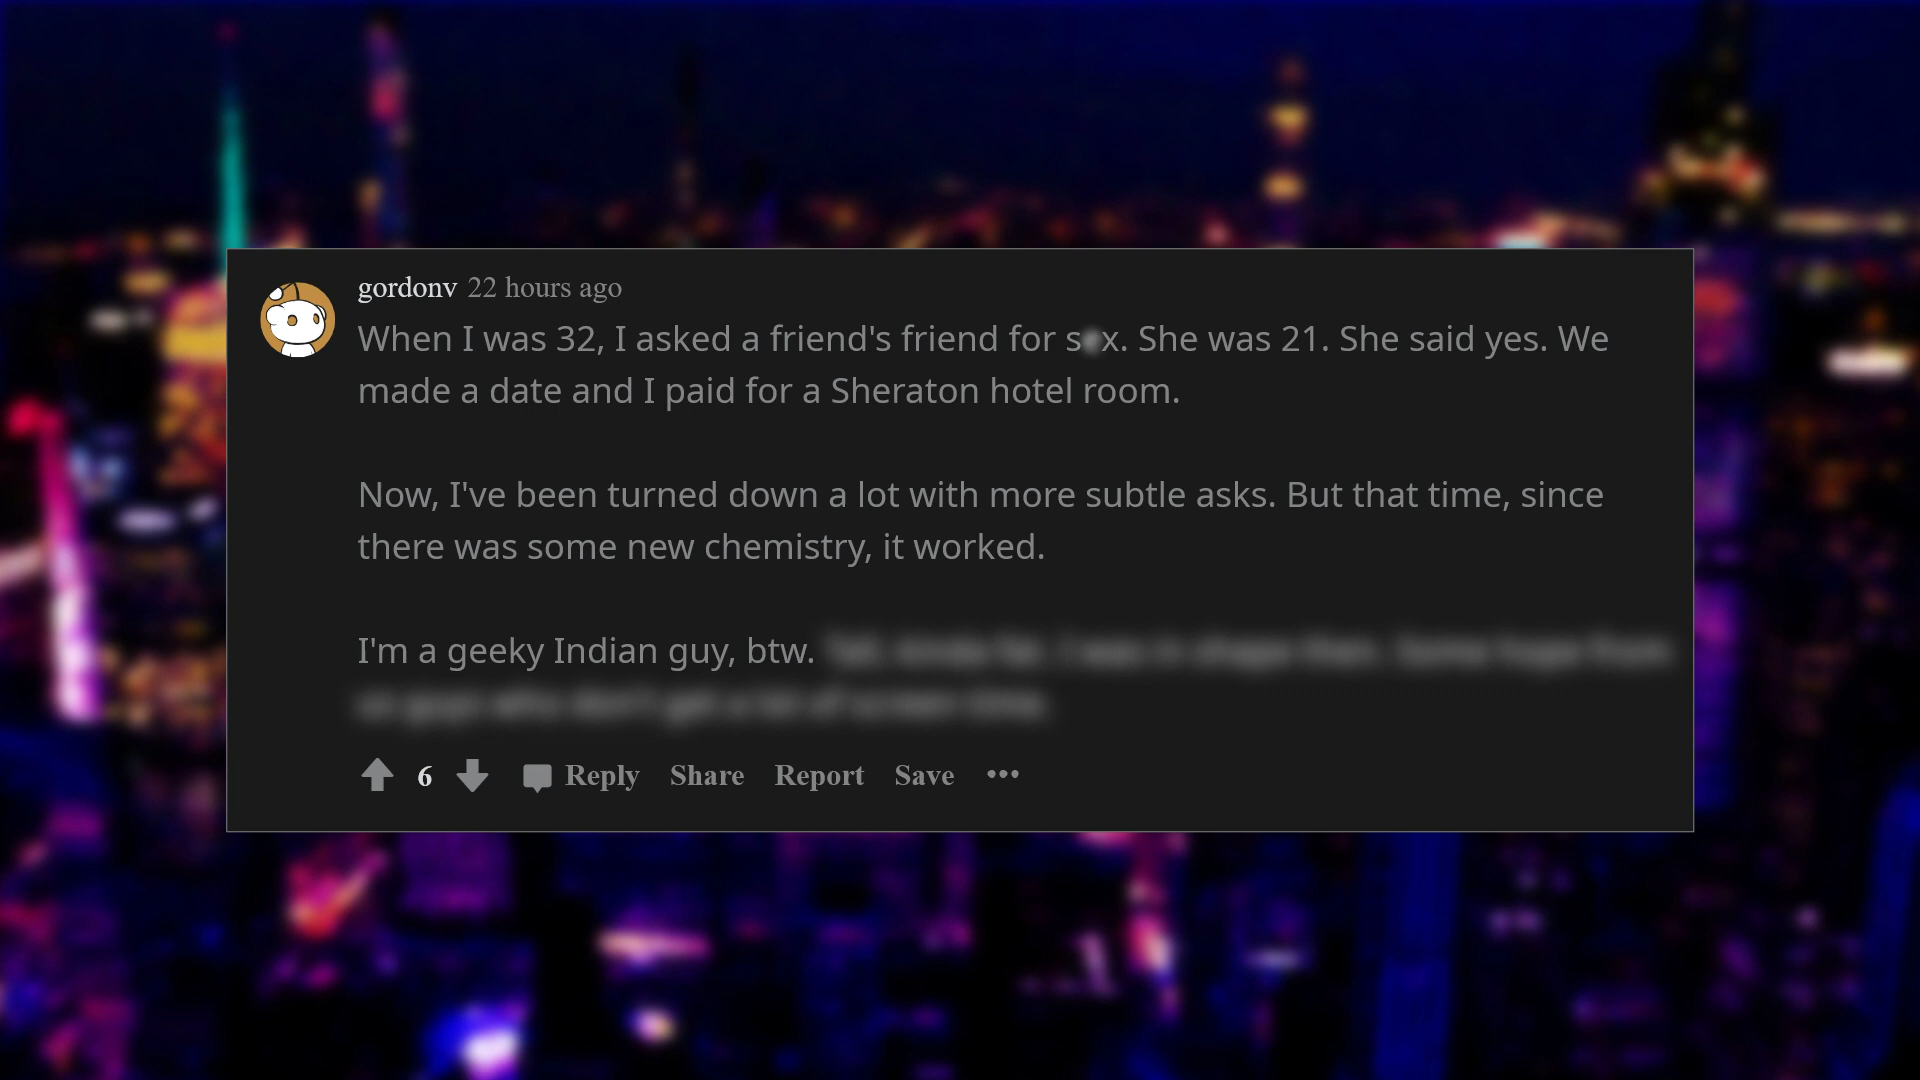 gordonv 22 hours ago
When I was 32, I asked a friend's friend for sex. She was 21. She said yes. We
made a date and I paid for a Sheraton hotel room.
Now, I've been turned down a lot with more subtle asks. But that time, since
there was some new chemistry, it worked.
I'm a geeky Indian guy, btw.
6 Reply Share Report Save •••